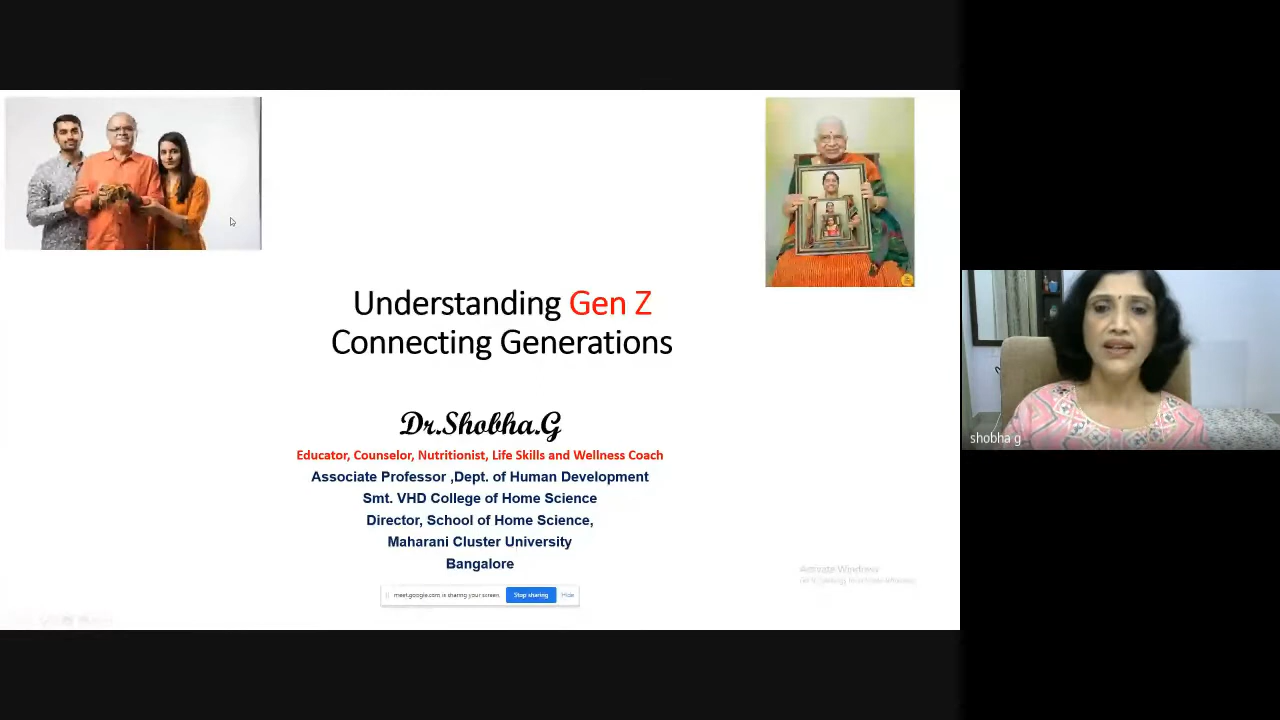 Understanding Gen Z
Connecting Generations
Dr.Shobha.G
Educator, Counselor, Nutritionist, Life Skills and Wellness Coach
Associate Professor ,Dept. of Human Development
Smt. VHD College of Home Science
Director, School of Home Science,
Maharani Cluster University
Bangalore
meet.google.com is sharing your screen.
Stop sharing
Hide
Activate Windows
shobha g